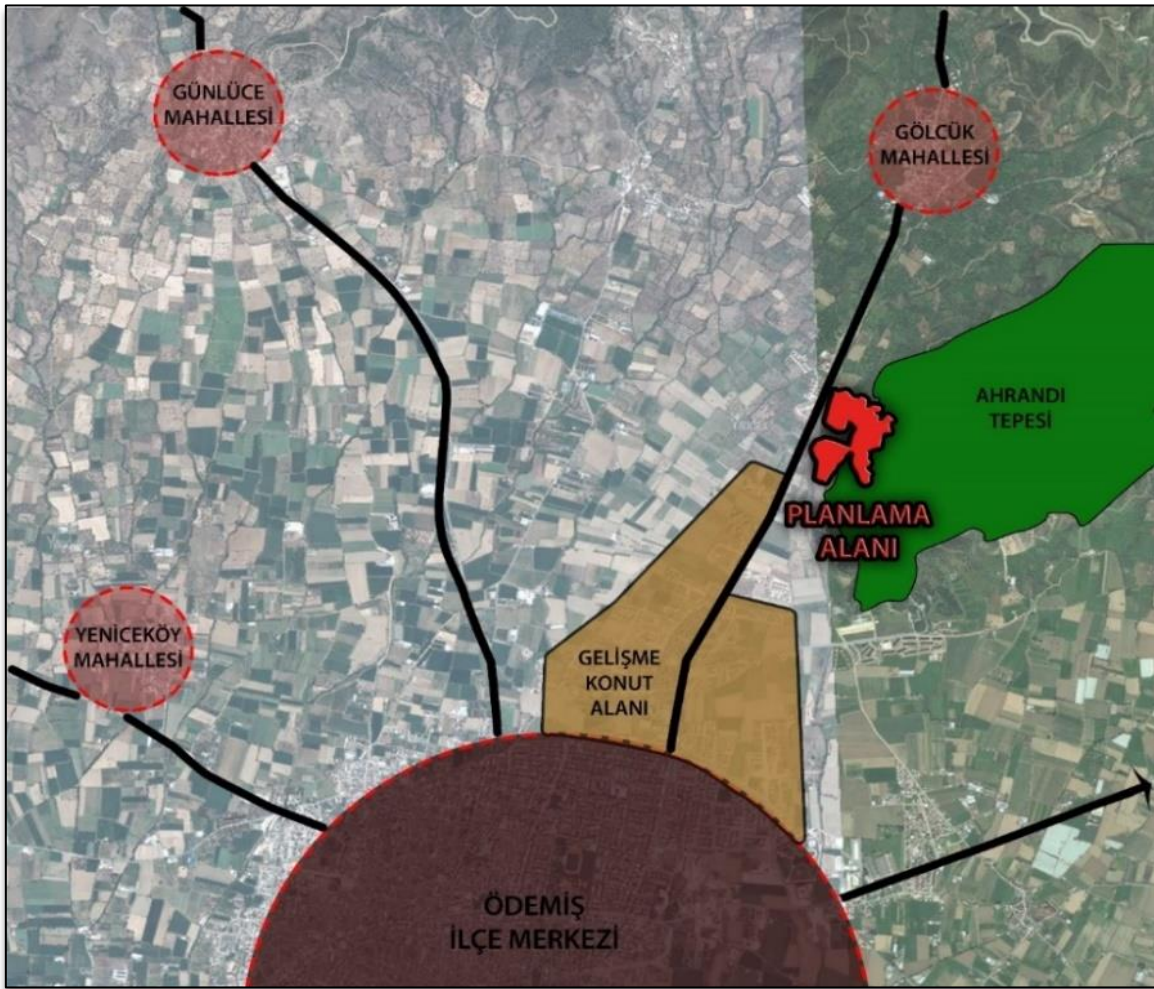 GÜNLÜCE
MAHALLESİ
GÖLCÜK
MAHALLESİ
AHRANDI
TEPESİ
PLANLAMA
ALANI
YENİCEKÖY
MAHALLESİ
GELİŞME
KONUT
ALANI
ÖDEMİŞ
İLÇE MERKEZİ